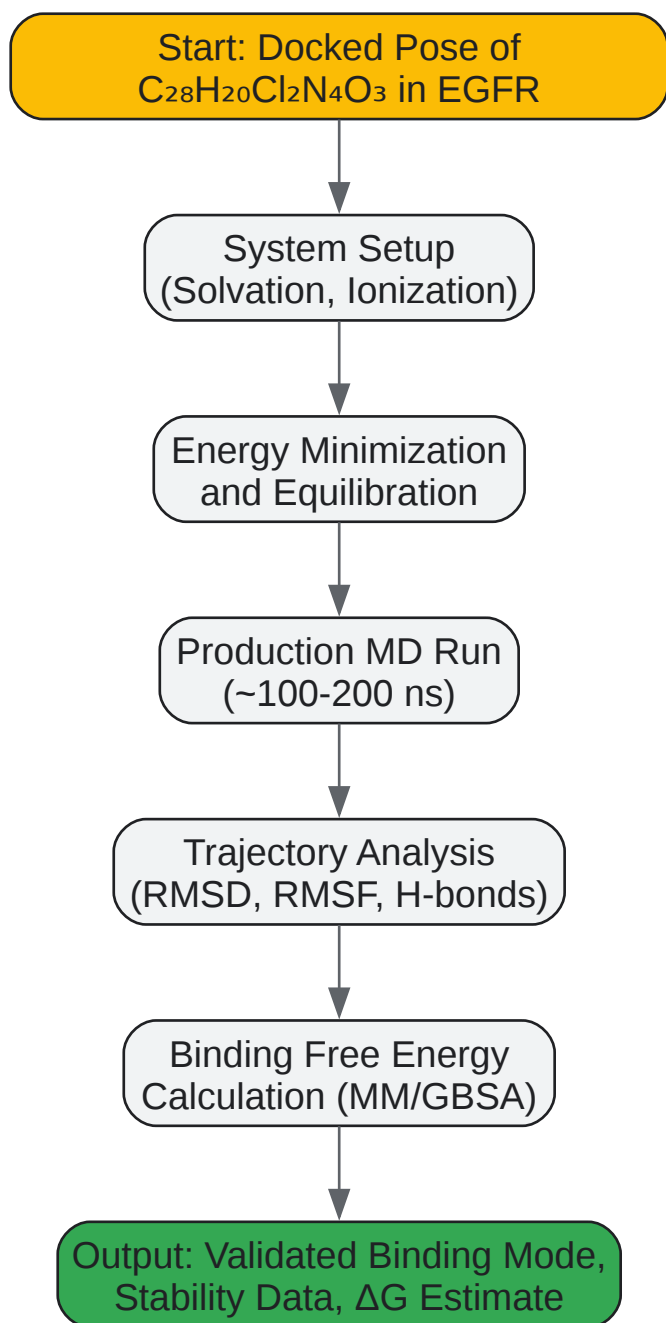 Start: Docked Pose of
C₂₈H₂₀Cl₂N₄O₃ in EGFR
System Setup
(Solvation, Ionization)
Energy Minimization
and Equilibration
Production MD Run
(~100-200 ns)
Trajectory Analysis
(RMSD, RMSF, H-bonds)
Binding Free Energy
Calculation (MM/GBSA)
Output: Validated Binding Mode,
Stability Data, ΔG Estimate